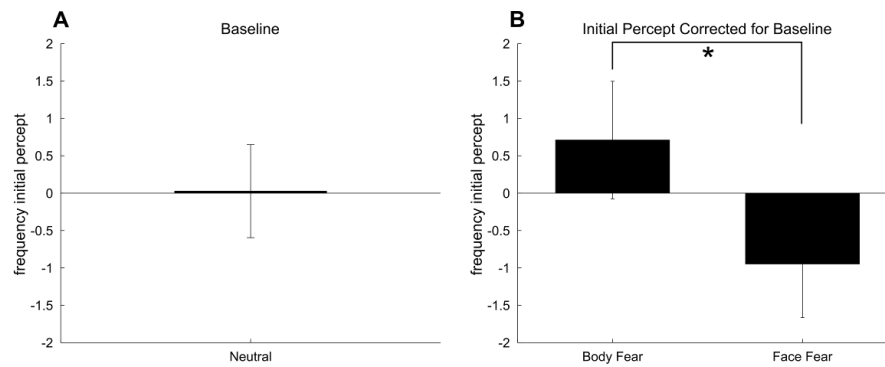 A
Baseline
frequency initial percept
2
1.5
1
0.5
0
-0.5
-1
-1.5
-2
Neutral
B
Initial Percept Corrected for Baseline
*
frequency initial percept
2
1.5
1
0.5
0
-0.5
-1
-1.5
-2
Body Fear
Face Fear